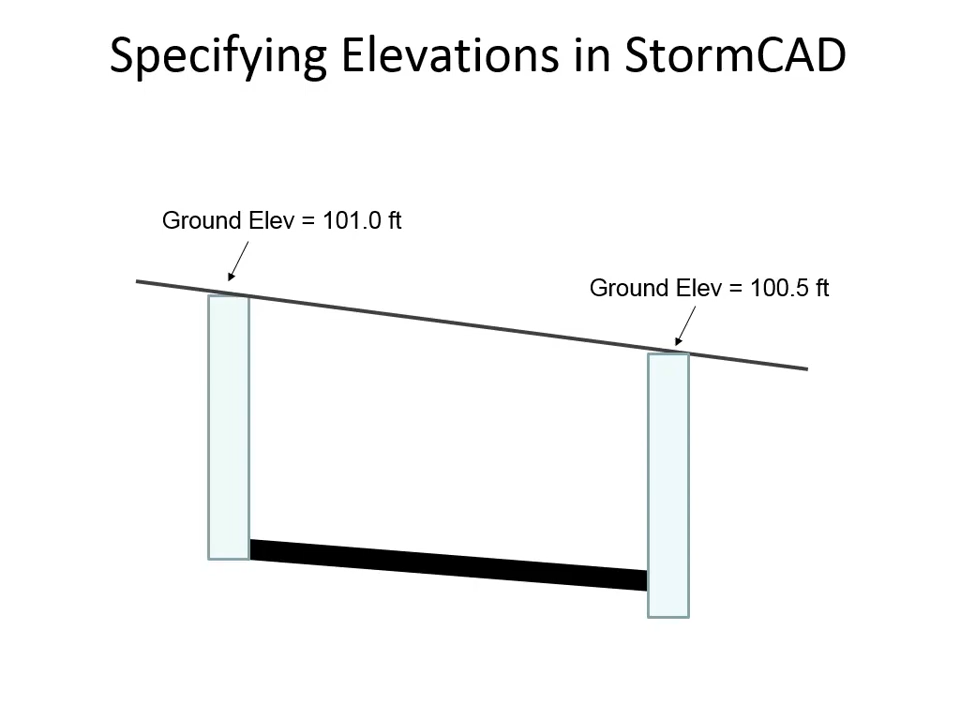 Specifying Elevations in StormCAD
Ground Elev = 101.0 ft
Ground Elev = 100.5 ft